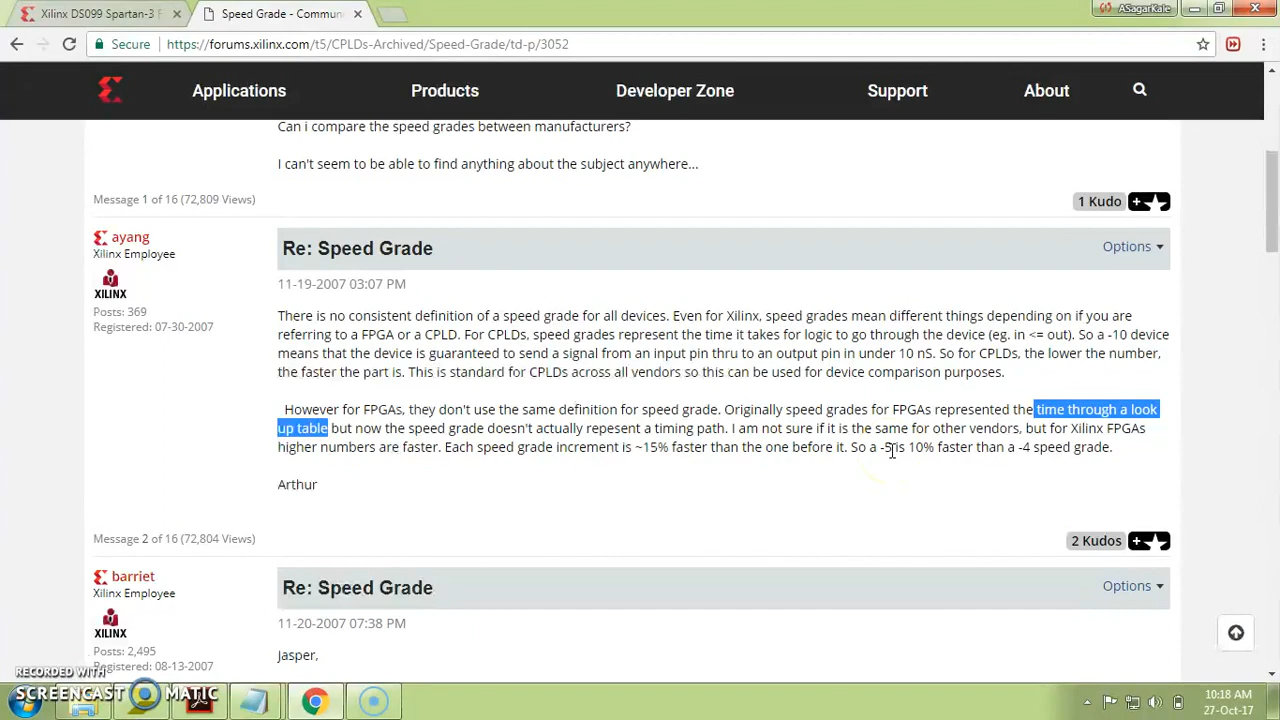 Xilinx DS099 Spartan-3 F
Speed Grade - Commun
ASagarKale
Secure
https://forums.xilinx.com/t5/CPLDs-Archived/Speed-Grade/td-p/3052
Applications
Products
Developer Zone
Support
About
Can i compare the speed grades between manufacturers?
I can't seem to be able to find anything about the subject anywhere...
Message 1 of 16 (72,809 Views)
1 Kudo
+
ayang
Xilinx Employee
XILINX
Posts: 369
Registered: 07-30-2007
Re: Speed Grade
Options
11-19-2007 03:07 PM
There is no consistent definition of a speed grade for all devices. Even for Xilinx, speed grades mean different things depending on if you are
referring to a FPGA or a CPLD. For CPLDs, speed grades represent the time it takes for logic to go through the device (eg. in <= out). So a -10 device
means that the device is guaranteed to send a signal from an input pin thru to an output pin in under 10 nS. So for CPLDs, the lower the number,
the faster the part is. This is standard for CPLDs across all vendors so this can be used for device comparison purposes.
However for FPGAs, they don't use the same definition for speed grade. Originally speed grades for FPGAs represented the time through a look
up table but now the speed grade doesn't actually repesent a timing path. I am not sure if it is the same for other vendors, but for Xilinx FPGAs
higher numbers are faster. Each speed grade increment is ~15% faster than the one before it. So a -5 is 10% faster than a -4 speed grade.
Arthur
Message 2 of 16 (72,804 Views)
2 Kudos
+
barriet
Xilinx Employee
XILINX
Posts: 2,495
Registered: 08-13-2007
Re: Speed Grade
Options
11-20-2007 07:38 PM
Jasper,
RECORDED WITH
SCREENCAST MATIC
10:18 AM
27-Oct-17